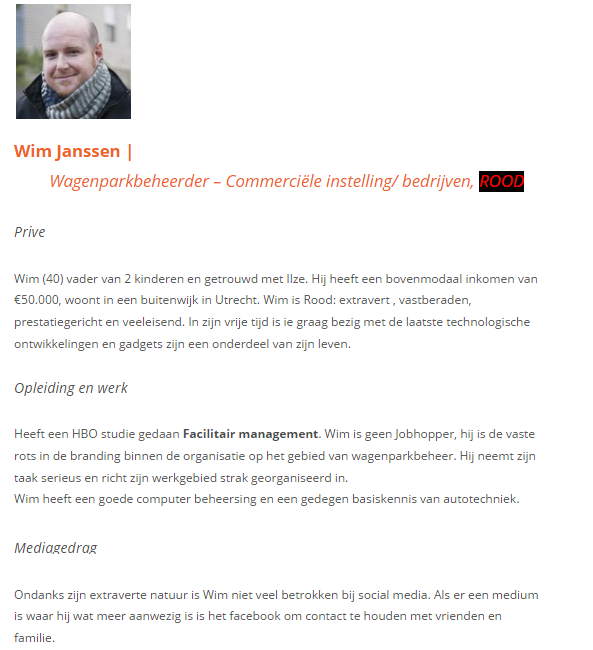 Wim Janssen |
Wagenparkbeheerder – Commerciële instelling/ bedrijven, ROOD
Prive
Wim (40) vader van 2 kinderen en getrouwd met Ilze. Hij heeft een bovenmodaal inkomen van
€50.000, woont in een buitenwijk in Utrecht. Wim is Rood: extravert , vastberaden,
prestatiegericht en veeleisend. In zijn vrije tijd is ie graag bezig met de laatste technologische
ontwikkelingen en gadgets zijn een onderdeel van zijn leven.
Opleiding en werk
Heeft een HBO studie gedaan Facilitair management. Wim is geen Jobhopper, hij is de vaste
rots in de branding binnen de organisatie op het gebied van wagenparkbeheer. Hij neemt zijn
taak serieus en richt zijn werkgebied strak georganiseerd in.
Wim heeft een goede computer beheersing en een gedegen basiskennis van autotechniek.
Mediagedrag
Ondanks zijn extraverte natuur is Wim niet veel betrokken bij social media. Als er een medium
is waar hij wat meer aanwezig is is het facebook om contact te houden met vrienden en
familie.